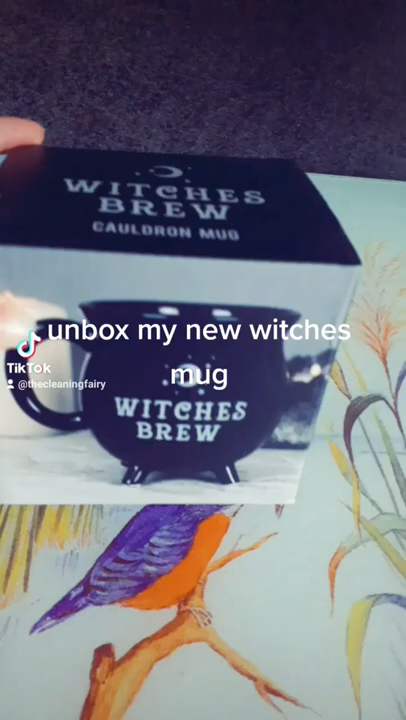 WITCHES
BREW
CAULDRON MUG
unbox my new witches
mug
TikTok
@thecleaningfairy
WITCHES
BREW